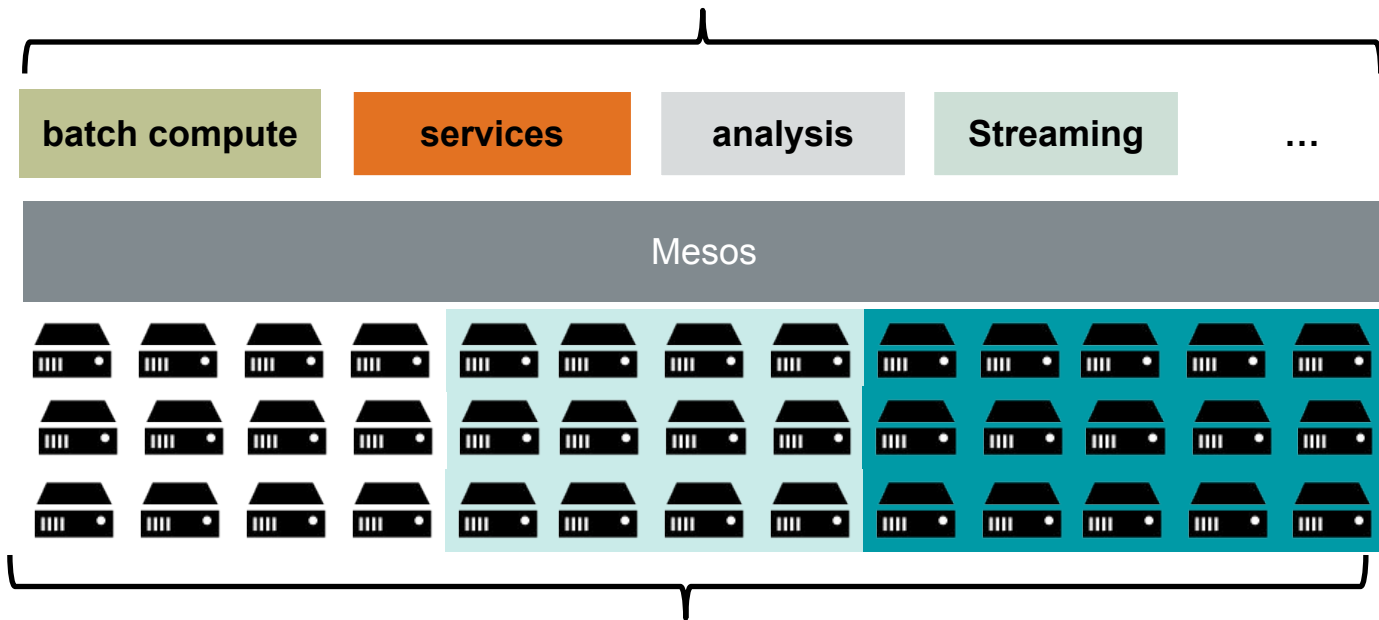 batch compute
services
analysis
Streaming
...
Mesos